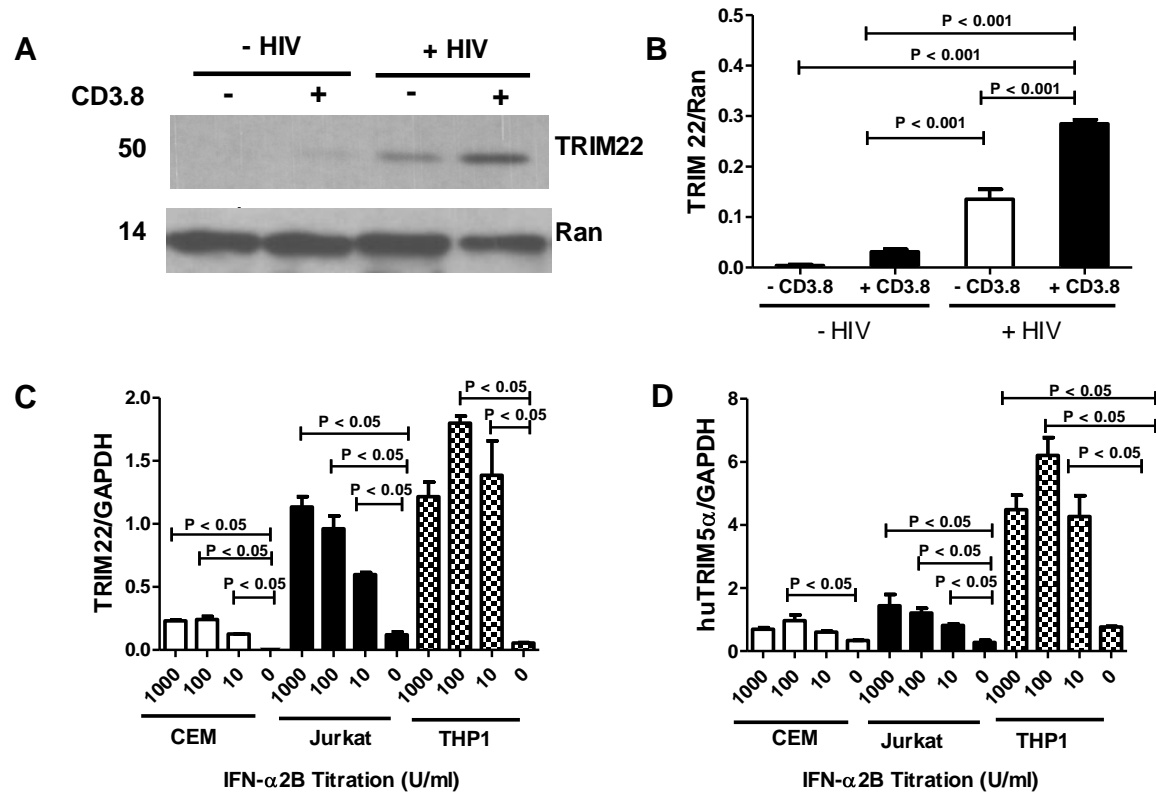 A
- HIV + HIV
CD3.8 - + - +
50 TRIM22
14 Ran
B
P < 0.001
P < 0.001
P < 0.001
P < 0.001
TRIM 22/Ran
0.5
0.4
0.3
0.2
0.1
0.0
- CD3.8 + CD3.8 - CD3.8 + CD3.8
- HIV + HIV
C
P < 0.05
P < 0.05
P < 0.05
P < 0.05
P < 0.05
P < 0.05
P < 0.05
P < 0.05
TRIM22/GAPDH
2.0
1.5
1.0
0.5
0.0
1000 100 10 0 1000 100 10 0 1000 100 10 0
CEM Jurkat THP1
IFN-α2B Titration (U/ml)
D
P < 0.05
P < 0.05
P < 0.05
P < 0.05
P < 0.05
P < 0.05
P < 0.05
huTRIM5α/GAPDH
8
6
4
2
0
1000 100 10 0 1000 100 10 0 1000 100 10 0
CEM Jurkat THP1
IFN-α2B Titration (U/ml)